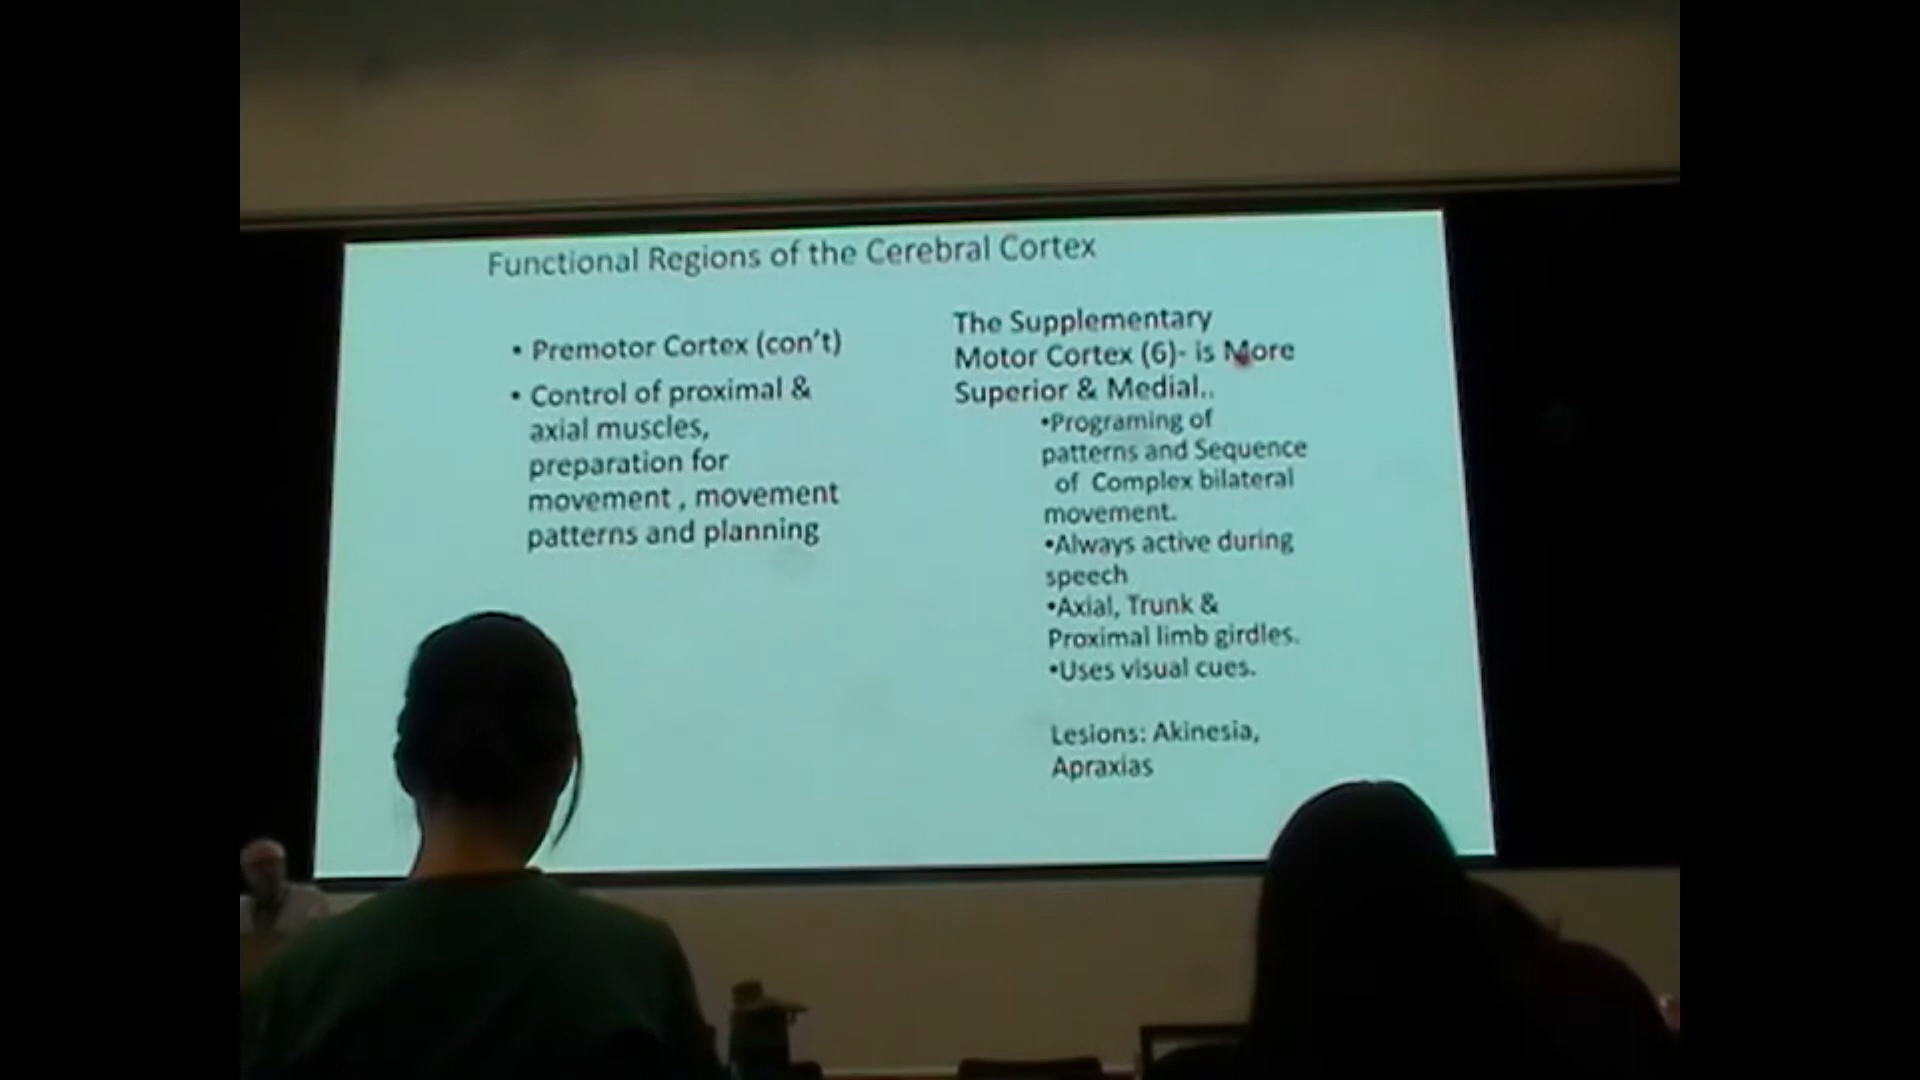 Functional Regions of the Cerebral Cortex
• Premotor Cortex (con't)
• Control of proximal &
axial muscles,
preparation for
movement , movement
patterns and planning
The Supplementary
Motor Cortex (6)- is More
Superior & Medial..
•Programing of
patterns and Sequence
of Complex bilateral
movement.
•Always active during
speech
•Axial, Trunk &
Proximal limb girdles.
•Uses visual cues.
Lesions: Akinesia,
Apraxias